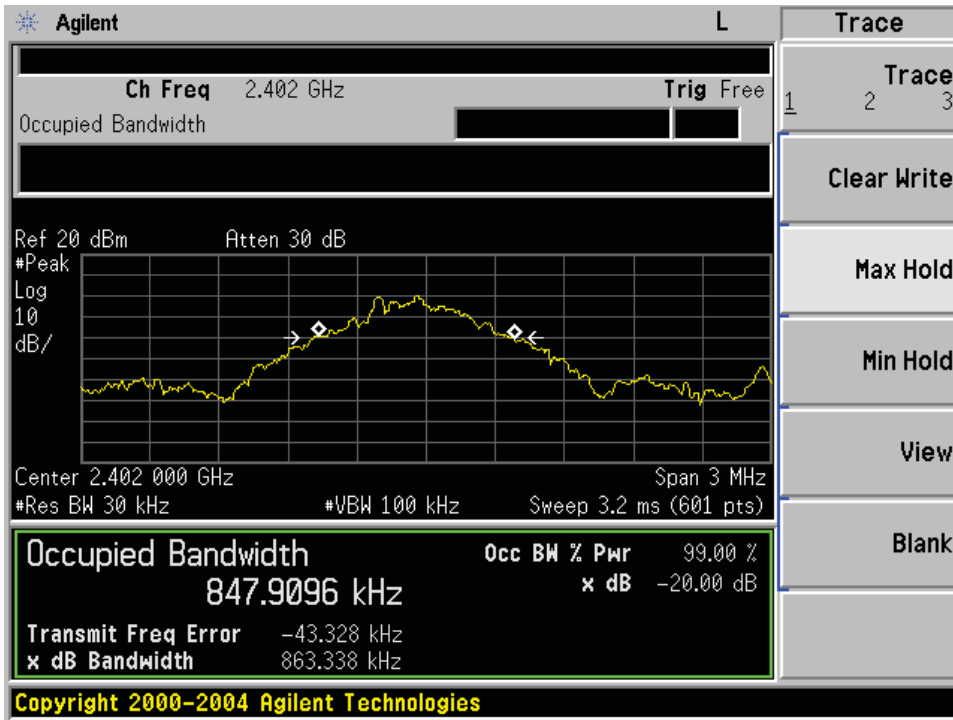 Agilent L Trace
Ch Freq 2.402 GHz Trig Free
Occupied Bandwidth
Trace
1 2 3
Clear Write
Max Hold
Min Hold
View
Blank
Ref 20 dBm Atten 30 dB
#Peak
Log
10
dB/
Center 2.402 000 GHz Span 3 MHz
#Res BW 30 kHz #VBW 100 kHz Sweep 3.2 ms (601 pts)
Occupied Bandwidth Occ BW % Pwr 99.00 %
847.9096 kHz x dB -20.00 dB
Transmit Freq Error -43.328 kHz
x dB Bandwidth 863.338 kHz
Copyright 2000-2004 Agilent Technologies